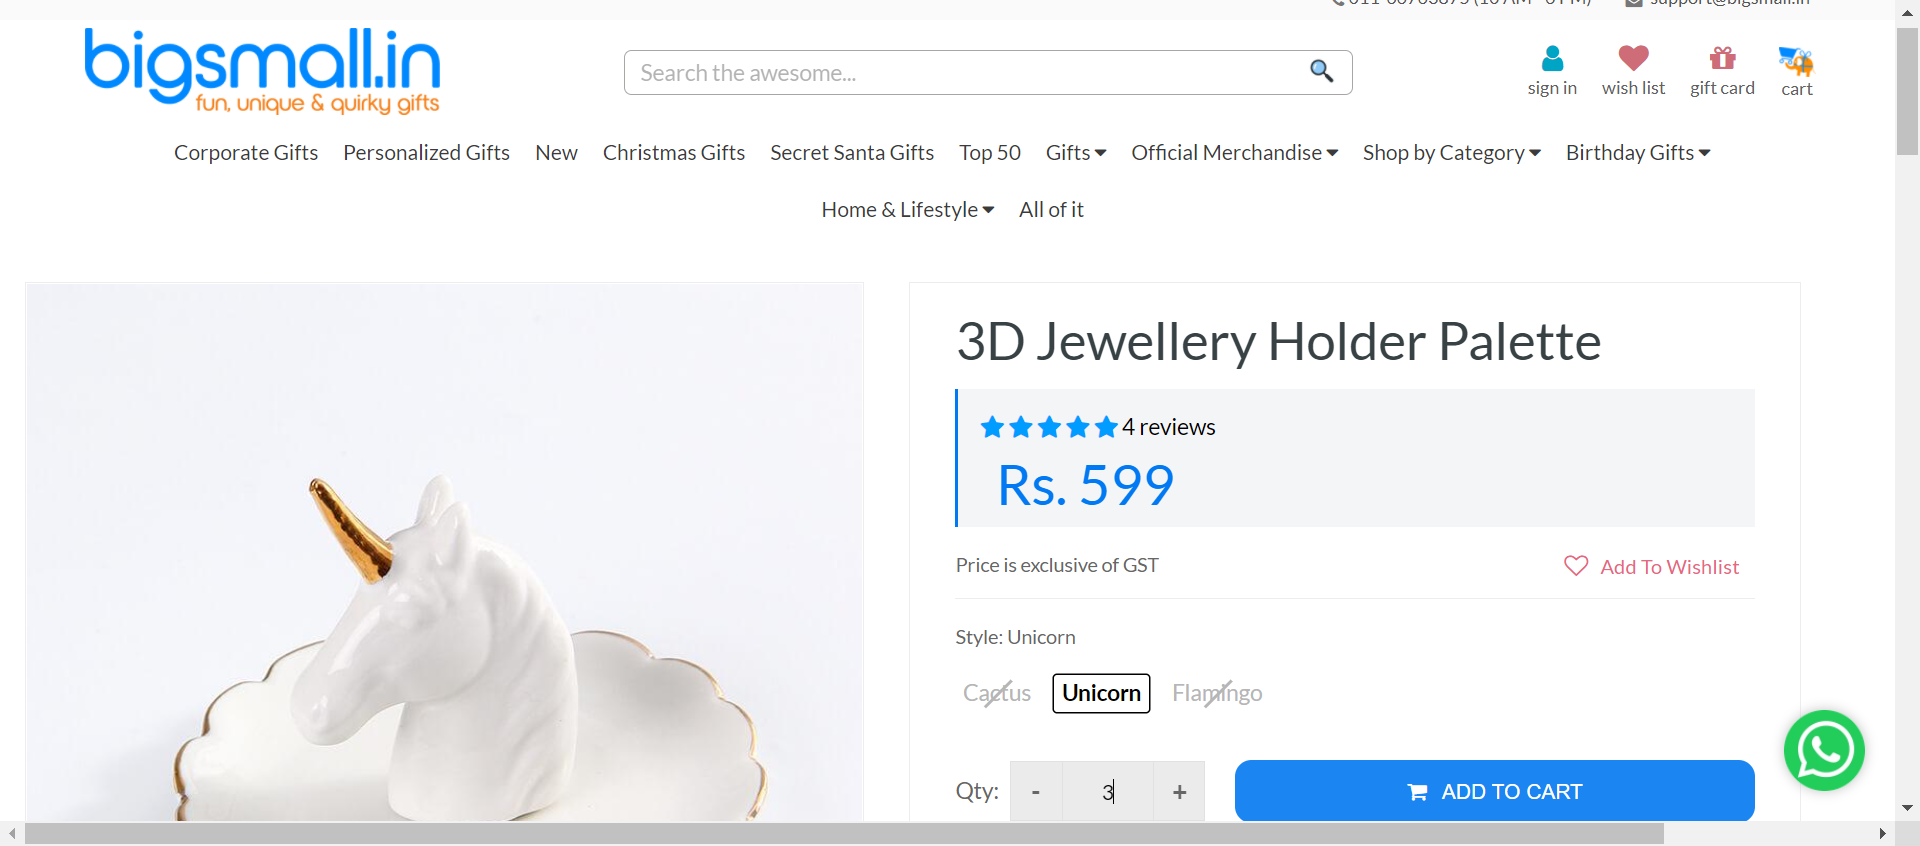 bigsmall.in
fun, unique & quirky gifts
Search the awesome...
sign in
wish list
gift card
cart
Corporate Gifts
Personalized Gifts
New
Christmas Gifts
Secret Santa Gifts
Top 50
Gifts
Official Merchandise
Shop by Category
Birthday Gifts
Home & Lifestyle
All of it
3D Jewellery Holder Palette
4 reviews
Rs. 599
Price is exclusive of GST
Add To Wishlist
Style: Unicorn
Cactus
Unicorn
Flamingo
Qty:
-
3
+
ADD TO CART